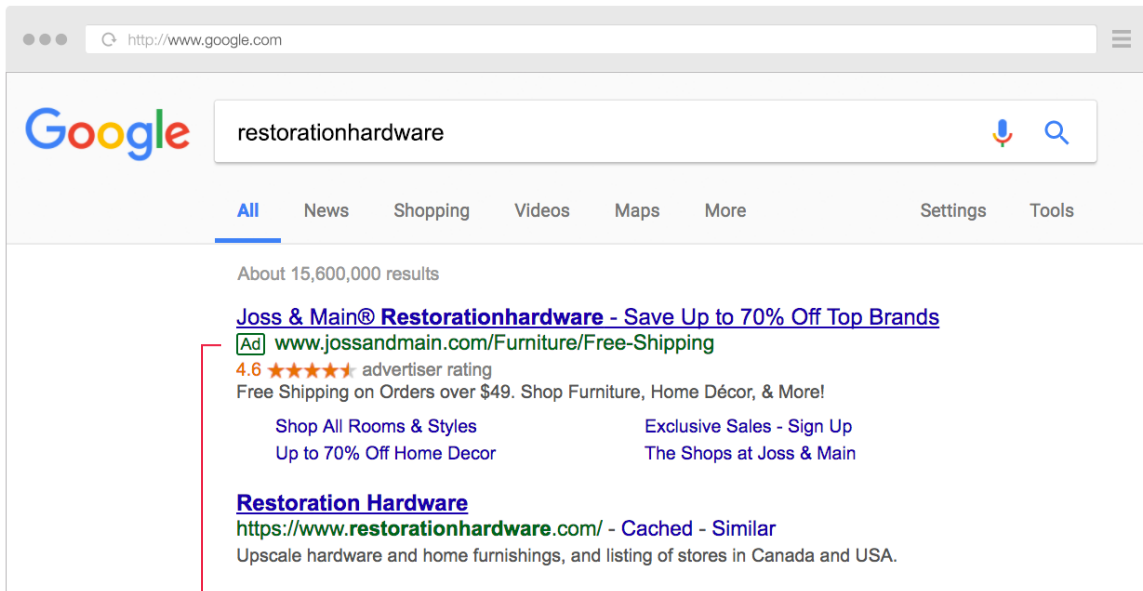 http://www.google.com
Google
restorationhardware
All News Shopping Videos Maps More Settings Tools
About 15,600,000 results
Joss & Main® Restorationhardware - Save Up to 70% Off Top Brands
Ad www.jossandmain.com/Furniture/Free-Shipping
4.6 advertiser rating
Free Shipping on Orders over $49. Shop Furniture, Home Décor, & More!
Shop All Rooms & Styles Exclusive Sales - Sign Up
Up to 70% Off Home Decor The Shops at Joss & Main
Restoration Hardware
https://www.restorationhardware.com/ - Cached - Similar
Upscale hardware and home furnishings, and listing of stores in Canada and USA.